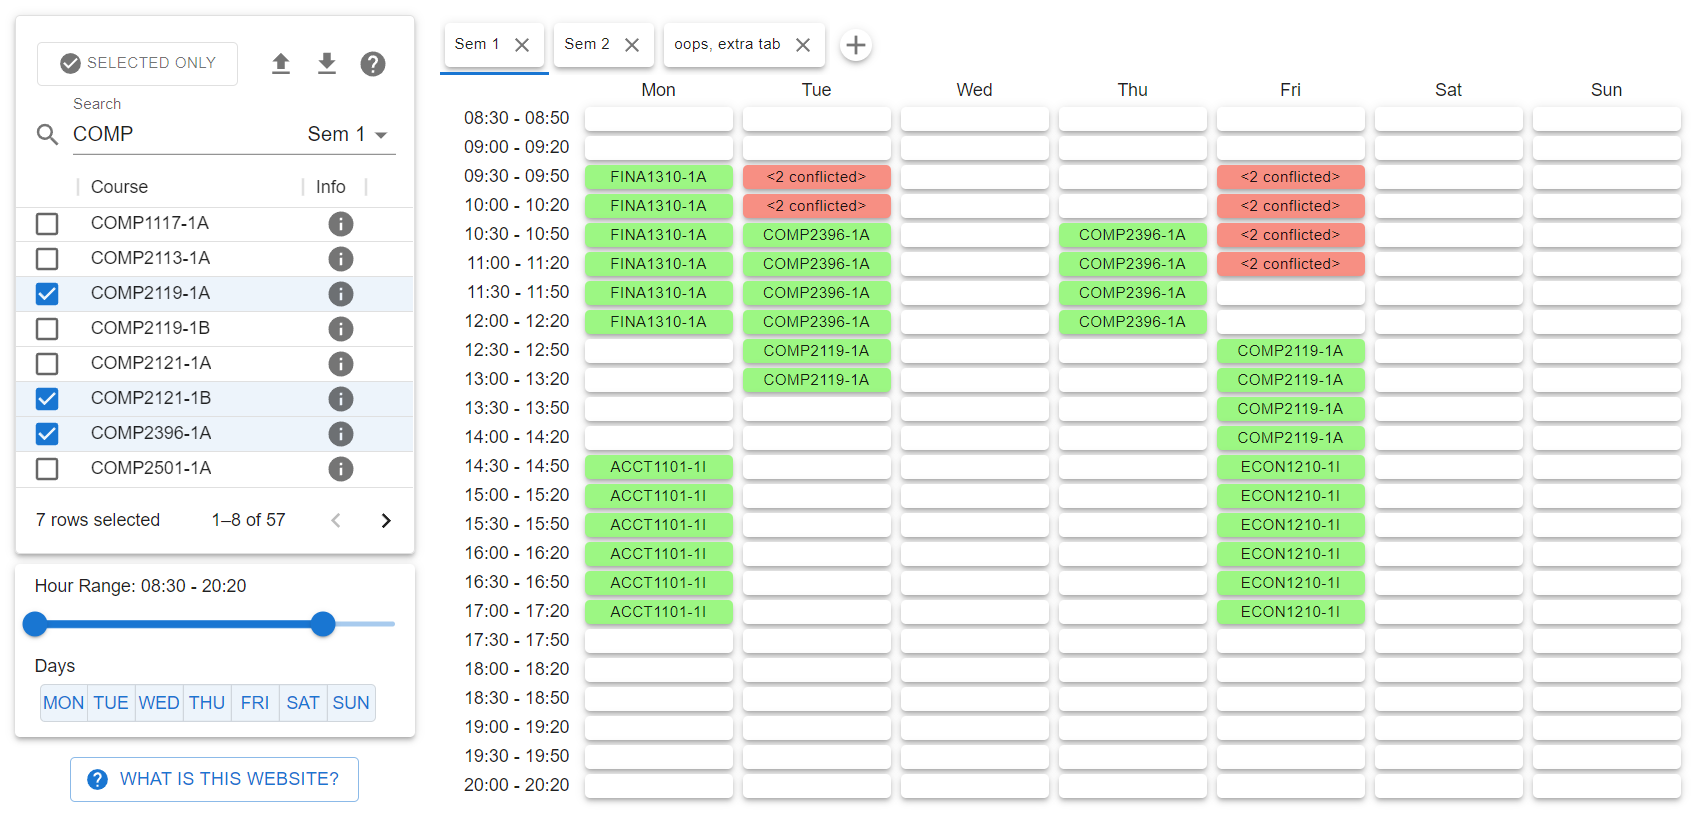 SELECTED ONLY
Search
COMP Sem 1
Course Info
COMP1117-1A
COMP2113-1A
COMP2119-1A
COMP2119-1B
COMP2121-1A
COMP2121-1B
COMP2396-1A
COMP2501-1A
7 rows selected 1–8 of 57
Hour Range: 08:30 - 20:20
Days
MON TUE WED THU FRI SAT SUN
WHAT IS THIS WEBSITE?
Sem 1 Sem 2 oops, extra tab
Mon Tue Wed Thu Fri Sat Sun
08:30 - 08:50
09:00 - 09:20
09:30 - 09:50 FINA1310-1A <2 conflicted> <2 conflicted>
10:00 - 10:20 FINA1310-1A <2 conflicted> <2 conflicted>
10:30 - 10:50 FINA1310-1A COMP2396-1A COMP2396-1A <2 conflicted>
11:00 - 11:20 FINA1310-1A COMP2396-1A COMP2396-1A <2 conflicted>
11:30 - 11:50 FINA1310-1A COMP2396-1A COMP2396-1A
12:00 - 12:20 FINA1310-1A COMP2396-1A COMP2396-1A
12:30 - 12:50 COMP2119-1A COMP2119-1A
13:00 - 13:20 COMP2119-1A COMP2119-1A
13:30 - 13:50 COMP2119-1A
14:00 - 14:20 COMP2119-1A
14:30 - 14:50 ACCT1101-1I ECON1210-1I
15:00 - 15:20 ACCT1101-1I ECON1210-1I
15:30 - 15:50 ACCT1101-1I ECON1210-1I
16:00 - 16:20 ACCT1101-1I ECON1210-1I
16:30 - 16:50 ACCT1101-1I ECON1210-1I
17:00 - 17:20 ACCT1101-1I ECON1210-1I
17:30 - 17:50
18:00 - 18:20
18:30 - 18:50
19:00 - 19:20
19:30 - 19:50
20:00 - 20:20